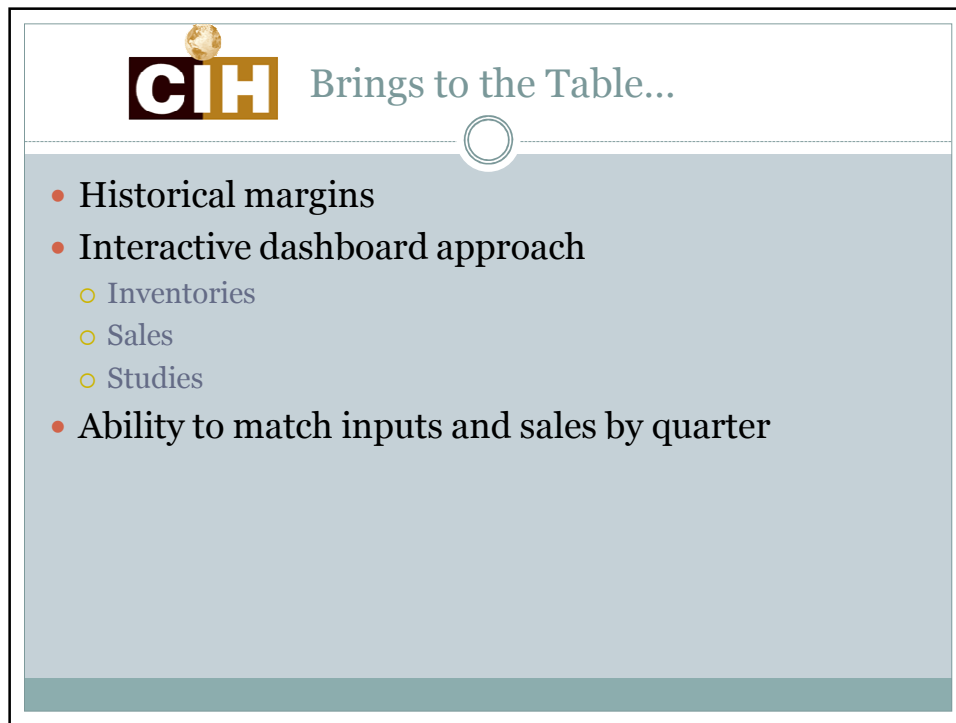 CIH Brings to the Table...
• Historical margins
• Interactive dashboard approach
○ Inventories
○ Sales
○ Studies
• Ability to match inputs and sales by quarter